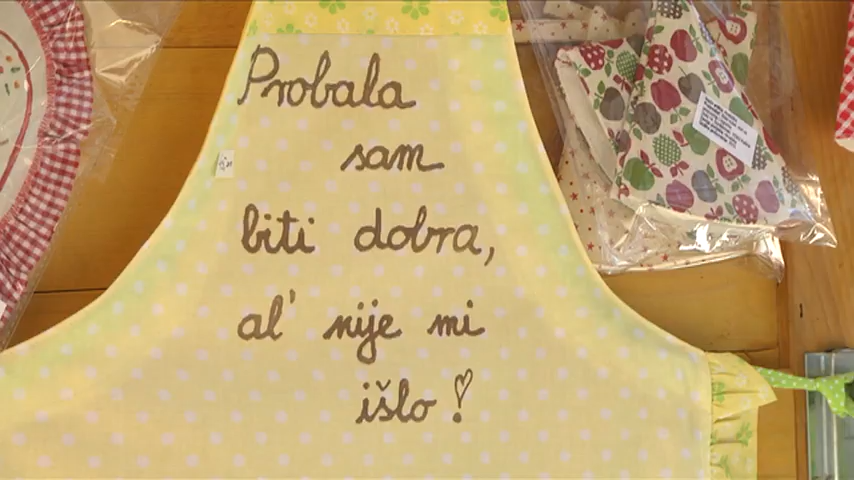 Probala
sam
biti dobra,
al' nije mi
išlo!